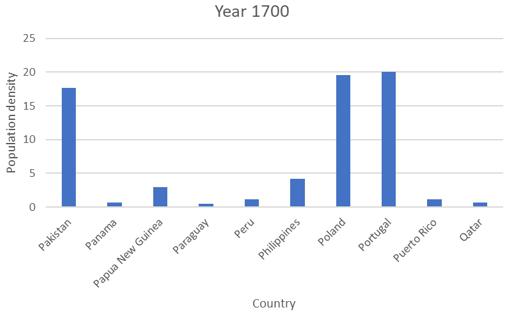 Year 1700
Population density
25
20
15
10
5
0
Pakistan
Panama
Papua New Guinea
Paraguay
Peru
Philippines
Poland
Portugal
Puerto Rico
Qatar
Country